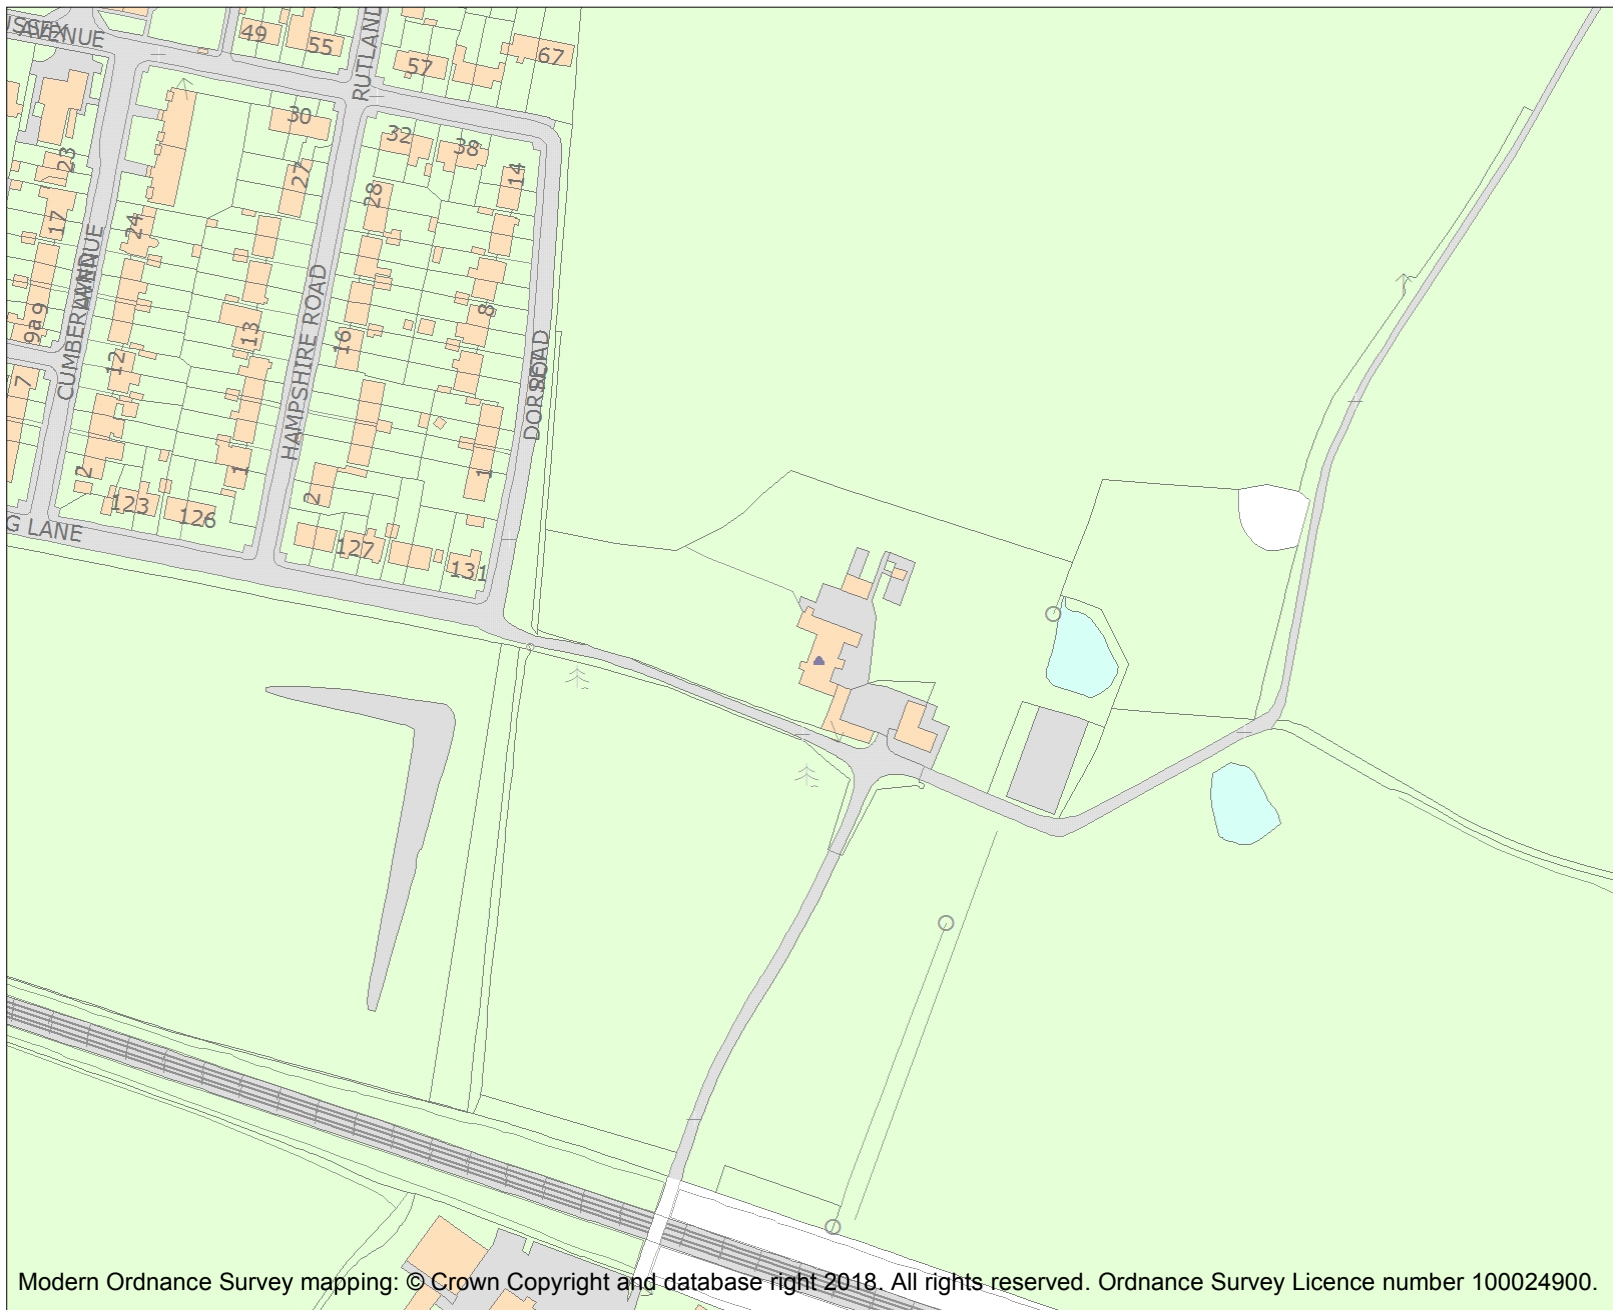 AVENUE
49
55
RUTLAND
57
67
30
32
38
23
27
14
28
17
24
CUMBERLAND
AVENUE
HAMPSHIRE ROAD
8
9
9a
13
16
DORSET
ROAD
12
7
2
1
2
1
123
126
G LANE
127
131
Modern Ordnance Survey mapping: © Crown Copyright and database right 2018. All rights reserved. Ordnance Survey Licence number 100024900.